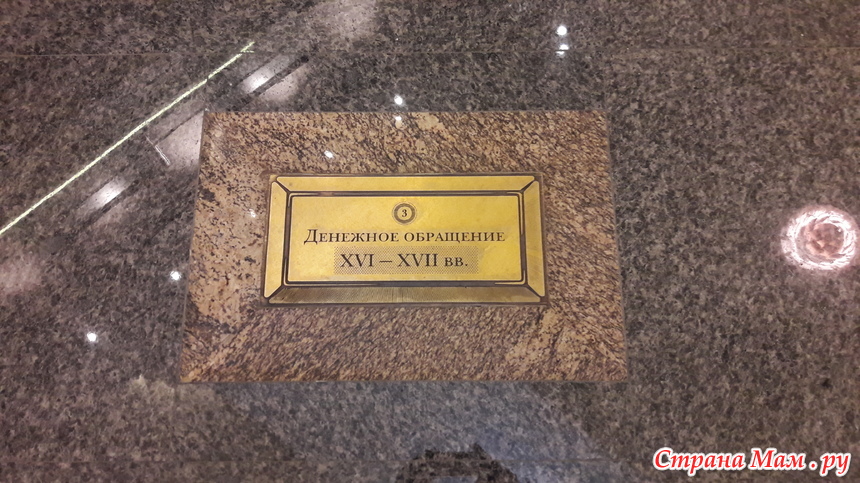 3
Денежное обращение
XVI – XVII вв.
Страна Мам.ру